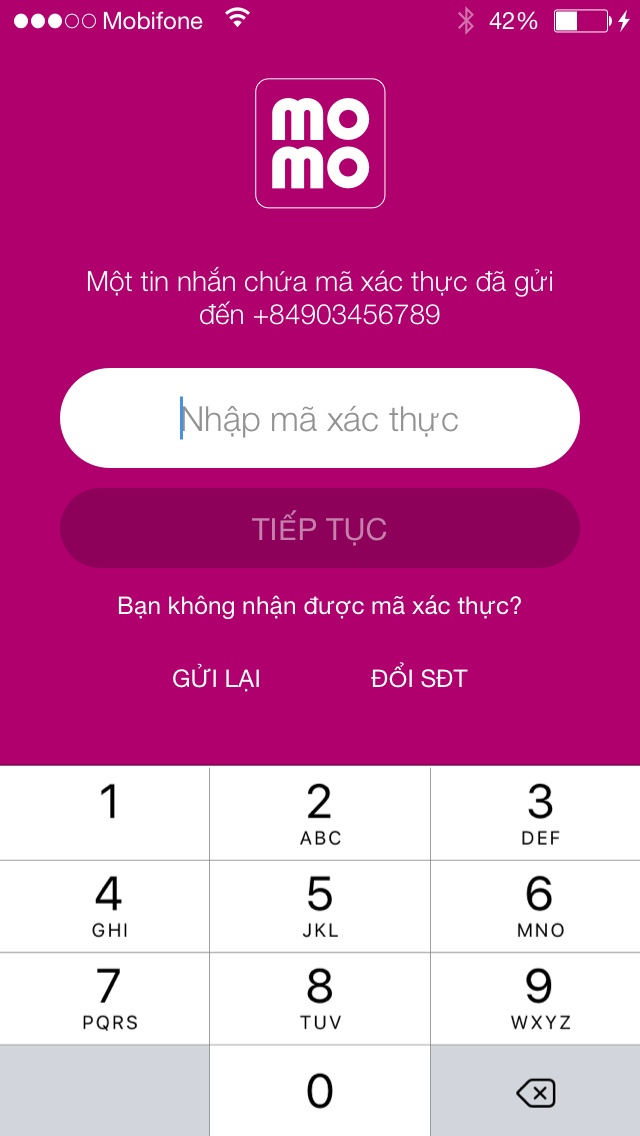 Mobifone 42%
mo
mo
Một tin nhắn chứa mã xác thực đã gửi
đến +84903456789
Nhập mã xác thực
TIẾP TỤC
Bạn không nhận được mã xác thực?
GỬI LẠI ĐỔI SĐT
1 2 3
ABC DEF
4 5 6
GHI JKL MNO
7 8 9
PQRS TUV WXYZ
0